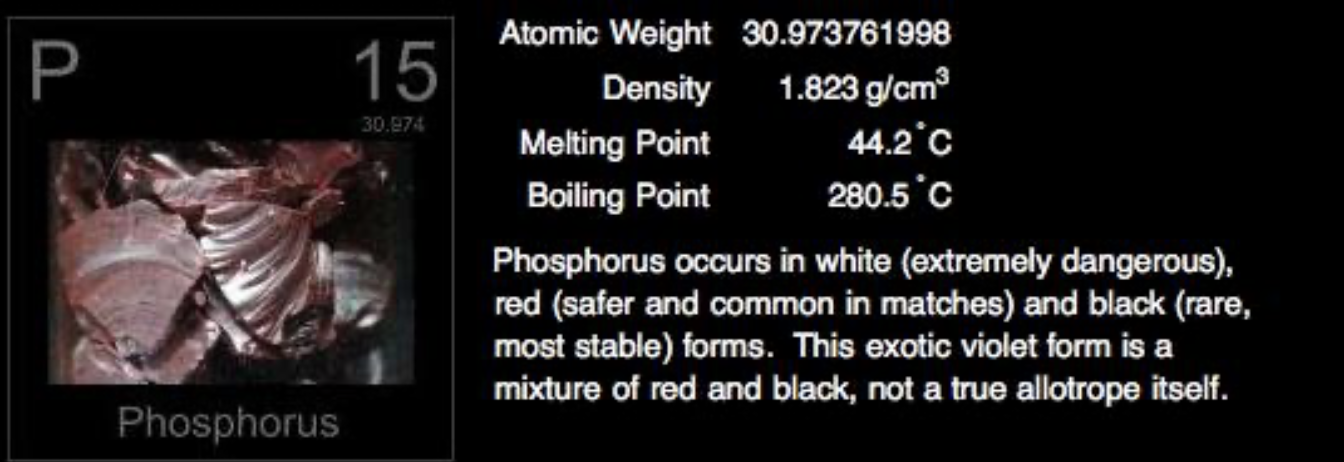 P 15
30.974
Phosphorus
Atomic Weight 30.973761998
Density 1.823 g/cm³
Melting Point 44.2 °C
Boiling Point 280.5 °C
Phosphorus occurs in white (extremely dangerous),
red (safer and common in matches) and black (rare,
most stable) forms. This exotic violet form is a
mixture of red and black, not a true allotrope itself.